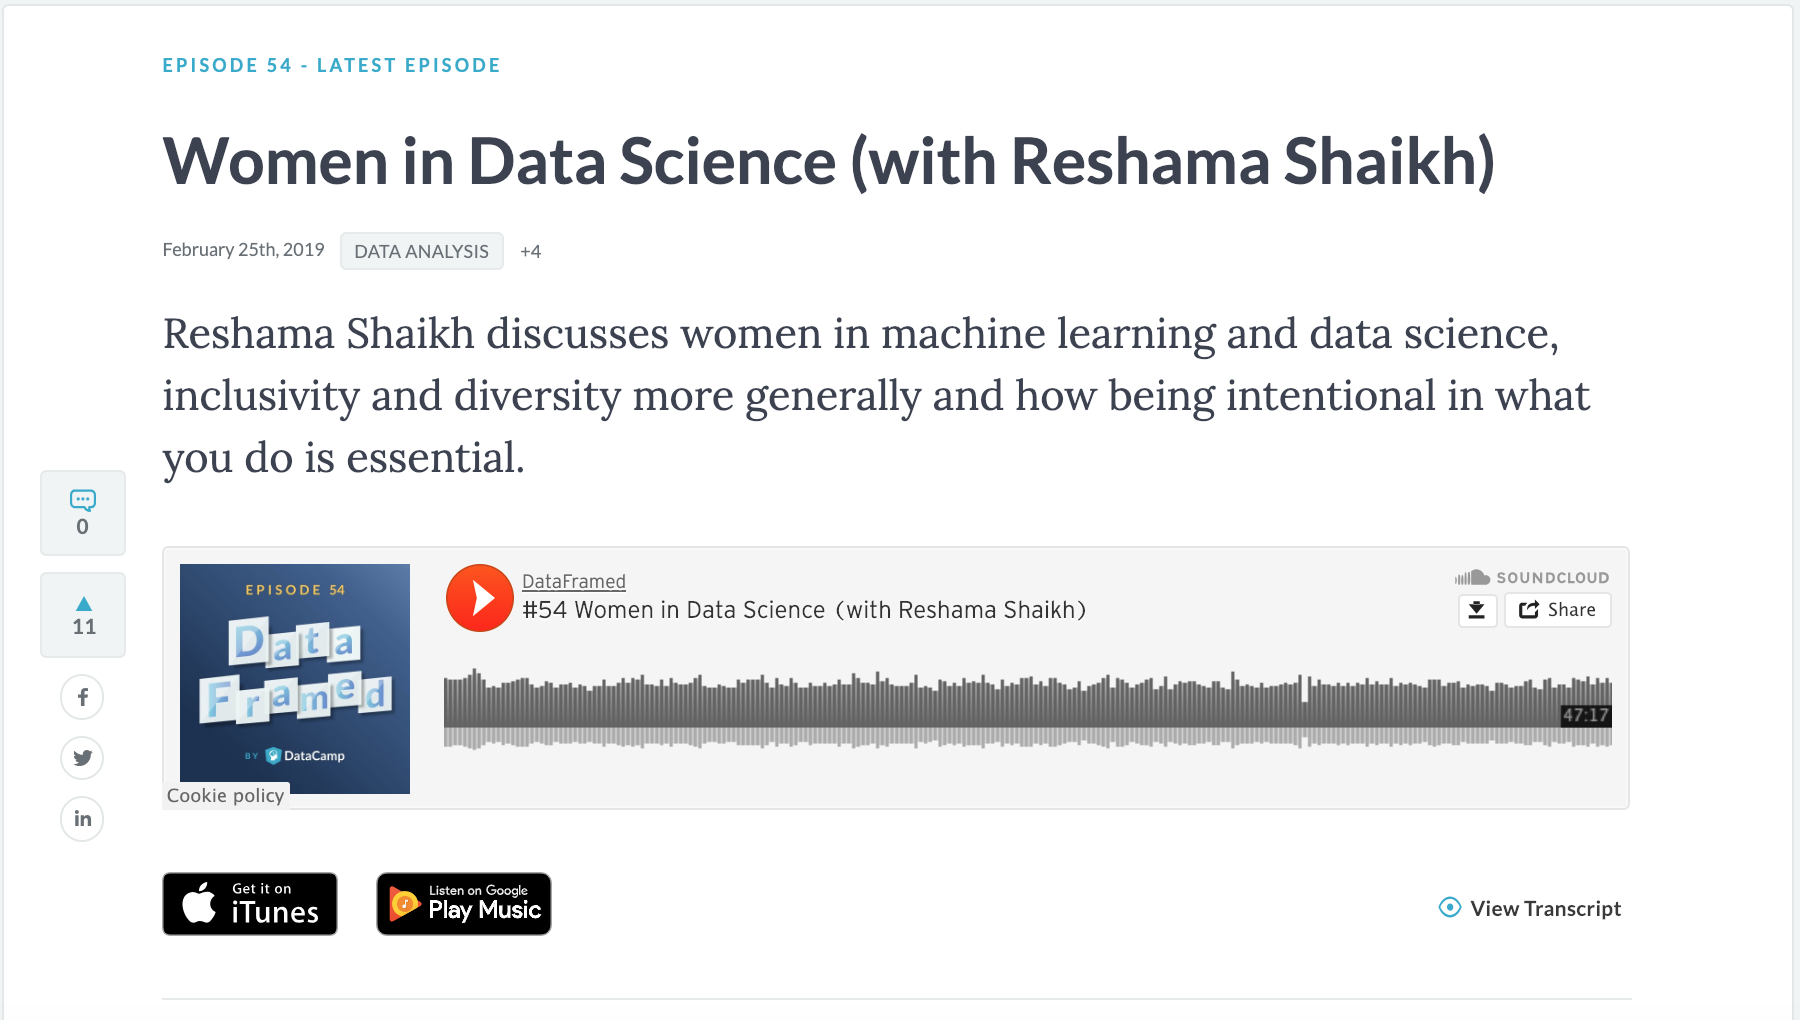 EPISODE 54 - LATEST EPISODE
Women in Data Science (with Reshama Shaikh)
February 25th, 2019 DATA ANALYSIS +4
Reshama Shaikh discusses women in machine learning and data science,
inclusivity and diversity more generally and how being intentional in what
you do is essential.
0
11
f
in
EPISODE 54
Data
Framed
BY DataCamp
Cookie policy
DataFramed
#54 Women in Data Science (with Reshama Shaikh)
SOUNDCLOUD
Share
47:17
Get it on
iTunes
Listen on Google
Play Music
View Transcript